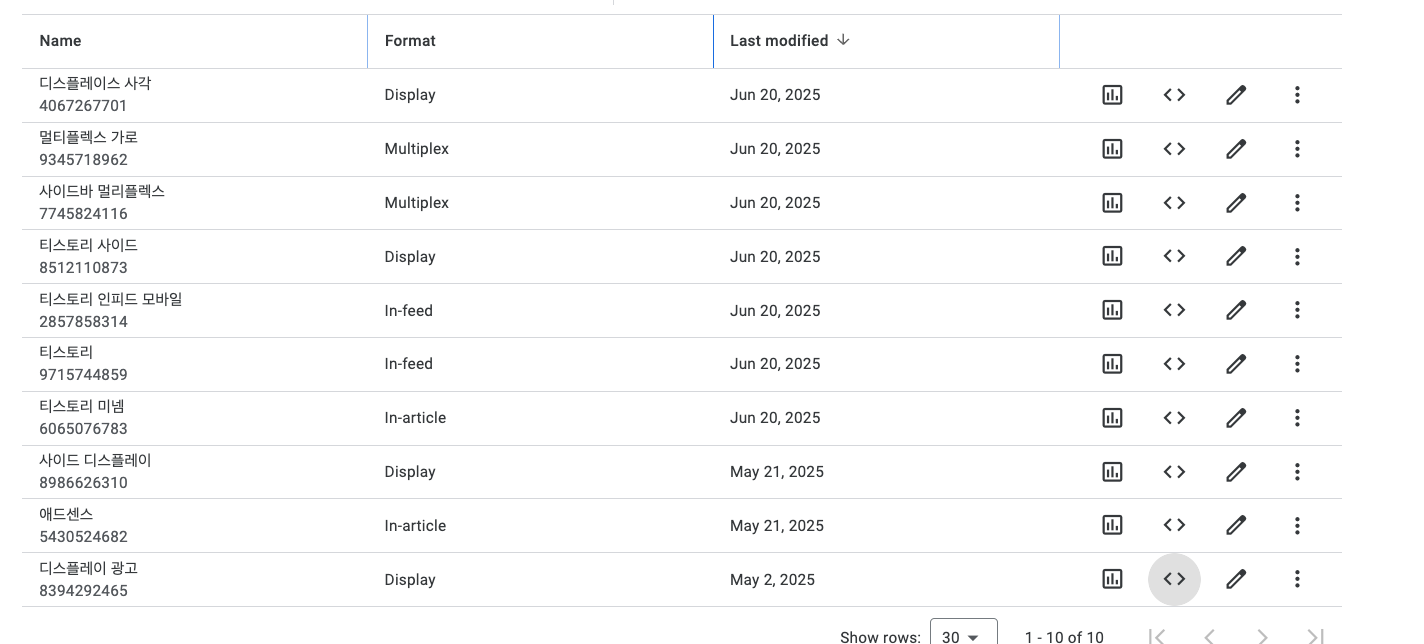 Name Format Last modified
디스플레이스 사각
4067267701
Display Jun 20, 2025
멀티플렉스 가로
9345718962
Multiplex Jun 20, 2025
사이드바 멀리플렉스
7745824116
Multiplex Jun 20, 2025
티스토리 사이드
8512110873
Display Jun 20, 2025
티스토리 인피드 모바일
2857858314
In-feed Jun 20, 2025
티스토리
9715744859
In-feed Jun 20, 2025
티스토리 미넴
6065076783
In-article Jun 20, 2025
사이드 디스플레이
8986626310
Display May 21, 2025
애드센스
5430524682
In-article May 21, 2025
디스플레이 광고
8394292465
Display May 2, 2025
Show rows: 30 1 - 10 of 10